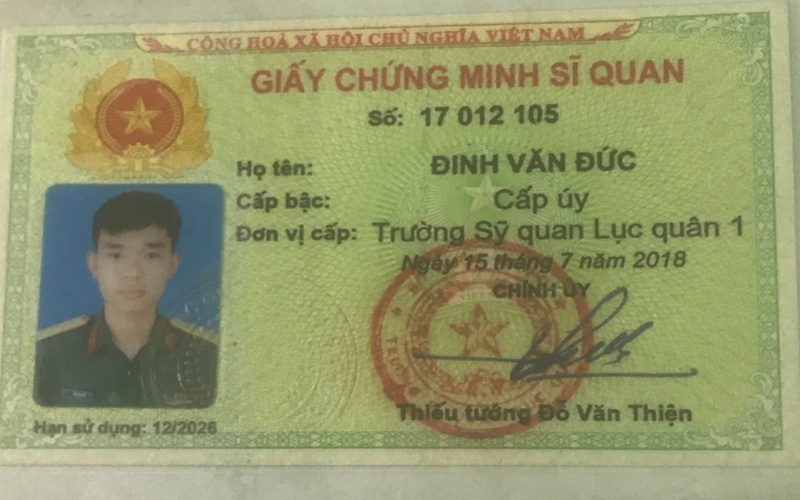 CỘNG HOÀ XÃ HỘI CHỦ NGHĨA VIỆT NAM
GIẤY CHỨNG MINH SĨ QUAN
Số: 17 012 105
Họ tên: ĐINH VĂN ĐỨC
Cấp bậc: Cấp úy
Đơn vị cấp: Trường Sỹ quan Lục quân 1
Ngày 15 tháng 7 năm 2018
CHÍNH ỦY
Thiếu tướng Đỗ Văn Thiện
Hạn sử dụng: 12/2026